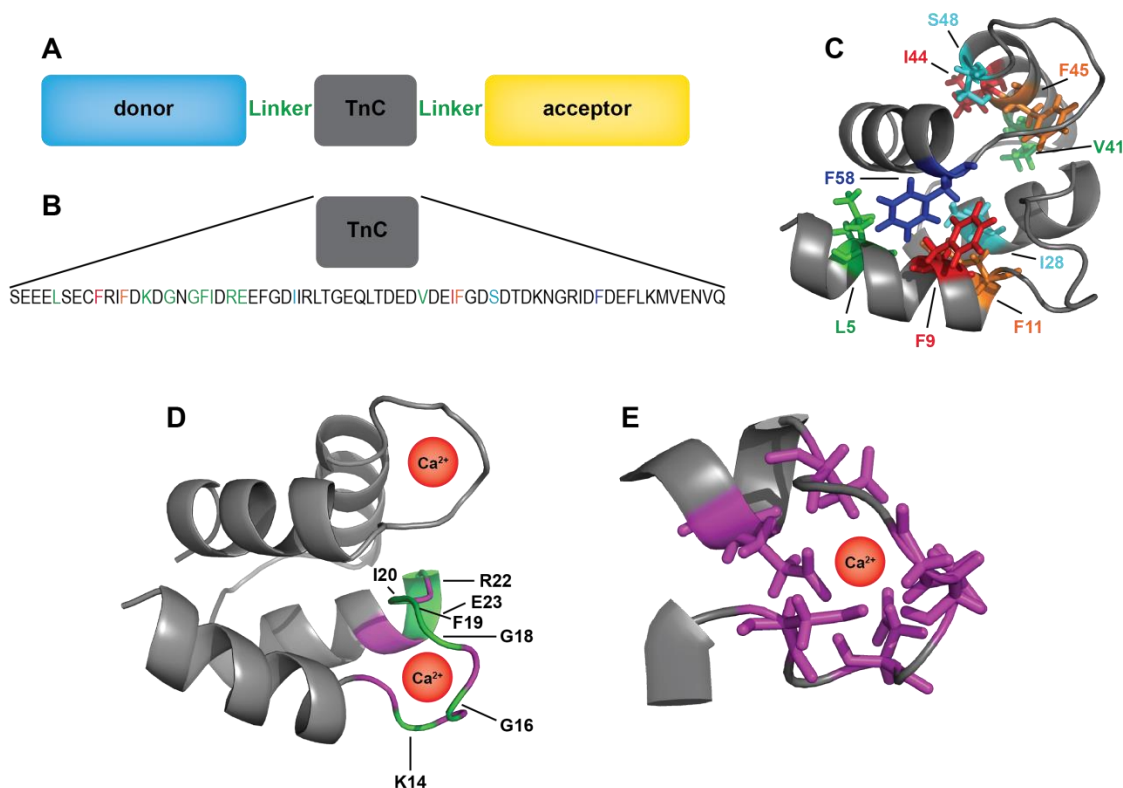 A
donor Linker TnC Linker acceptor
B
TnC
SEEELSECFRIFDKDGNGFIDREEFGDIIRLTGEQLTDEDVDEIFGDSDTDKNGRIDFDEFLKMVENVQ
C
S48
I44
F45
V41
F58
I28
L5
F9
F11
D
Ca2+
I20
R22
E23
F19
G18
Ca2+
G16
K14
E
Ca2+